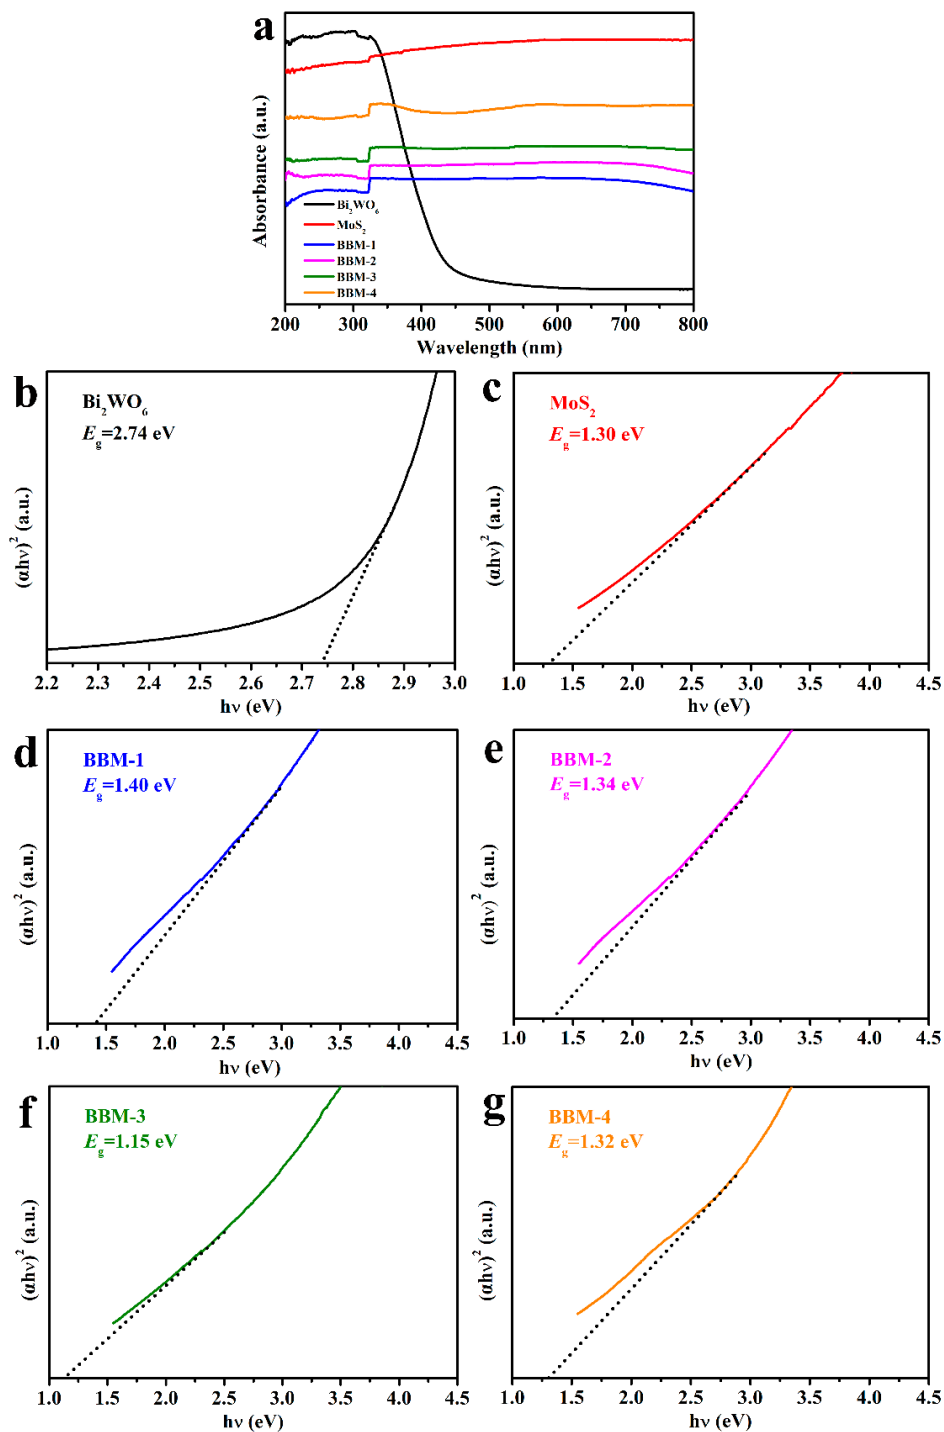 a
Absorbance (a.u.)
Bi₂WO₆
MoS₂
BBM-1
BBM-2
BBM-3
BBM-4
200 300 400 500 600 700 800
Wavelength (nm)
b
Bi₂WO₆
E_g=2.74 eV
(αhν)² (a.u.)
2.2 2.3 2.4 2.5 2.6 2.7 2.8 2.9 3.0
hν (eV)
c
MoS₂
E_g=1.30 eV
(αhν)² (a.u.)
1.0 1.5 2.0 2.5 3.0 3.5 4.0 4.5
hν (eV)
d
BBM-1
E_g=1.40 eV
(αhν)² (a.u.)
1.0 1.5 2.0 2.5 3.0 3.5 4.0 4.5
hν (eV)
e
BBM-2
E_g=1.34 eV
(αhν)² (a.u.)
1.0 1.5 2.0 2.5 3.0 3.5 4.0 4.5
hν (eV)
f
BBM-3
E_g=1.15 eV
(αhν)² (a.u.)
1.0 1.5 2.0 2.5 3.0 3.5 4.0 4.5
hν (eV)
g
BBM-4
E_g=1.32 eV
(αhν)² (a.u.)
1.0 1.5 2.0 2.5 3.0 3.5 4.0 4.5
hν (eV)